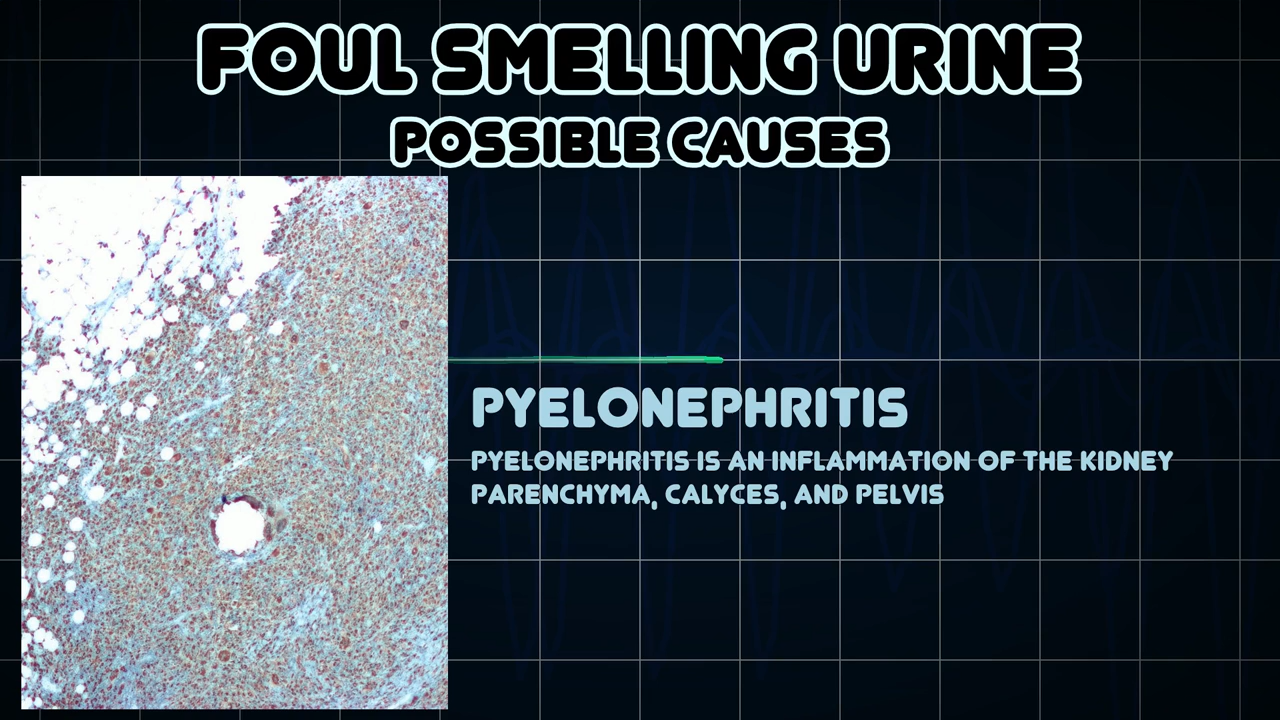 FOUL SMELLING URINE
POSSIBLE CAUSES
PYELONEPHRITIS
PYELONEPHRITIS IS AN INFLAMMATION OF THE KIDNEY
PARENCHYMA, CALYCES, AND PELVIS